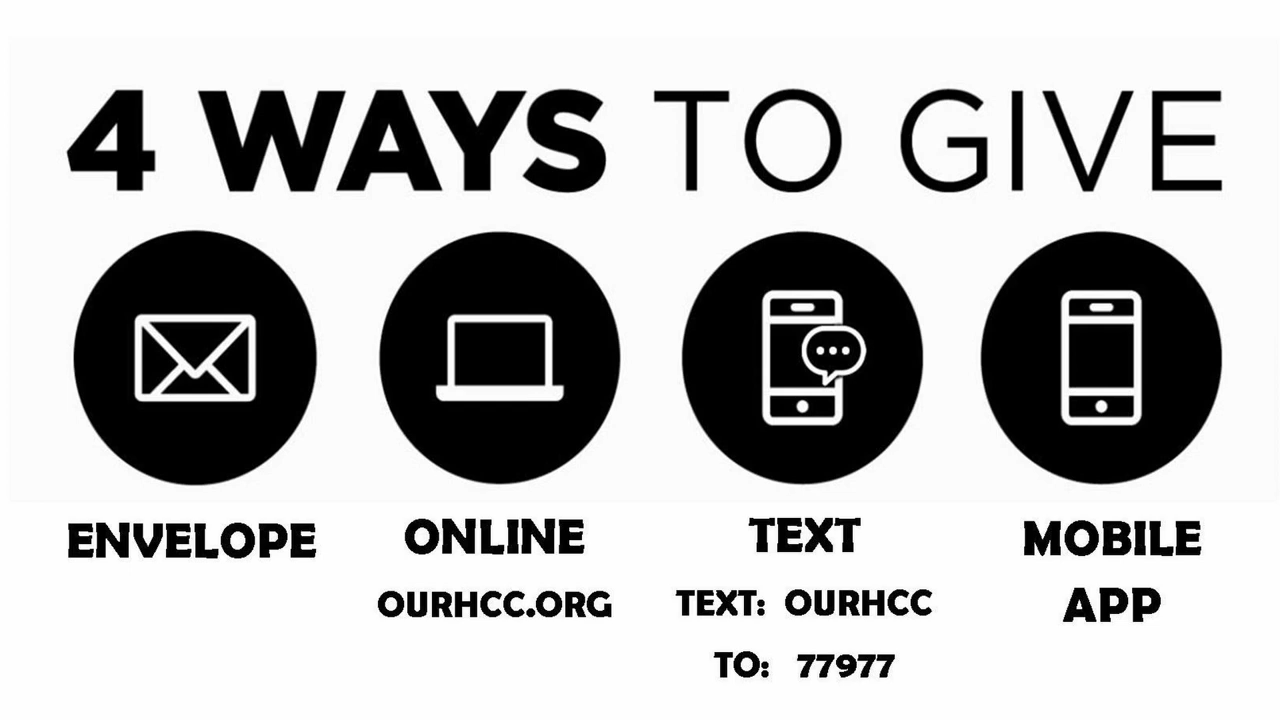 4 WAYS TO GIVE
ENVELOPE
ONLINE
OURHCC.ORG
TEXT
TEXT: OURHCC
TO: 77977
MOBILE
APP